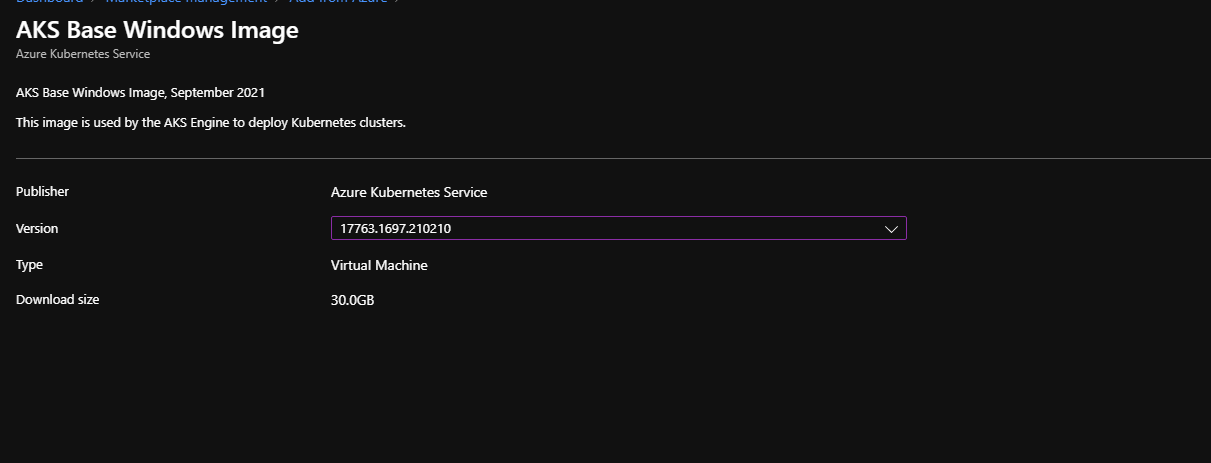 Dashboard > Marketplace management > Add from Azure >
AKS Base Windows Image
Azure Kubernetes Service
AKS Base Windows Image, September 2021
This image is used by the AKS Engine to deploy Kubernetes clusters.
Publisher Azure Kubernetes Service
Version 17763.1697.210210
Type Virtual Machine
Download size 30.0GB